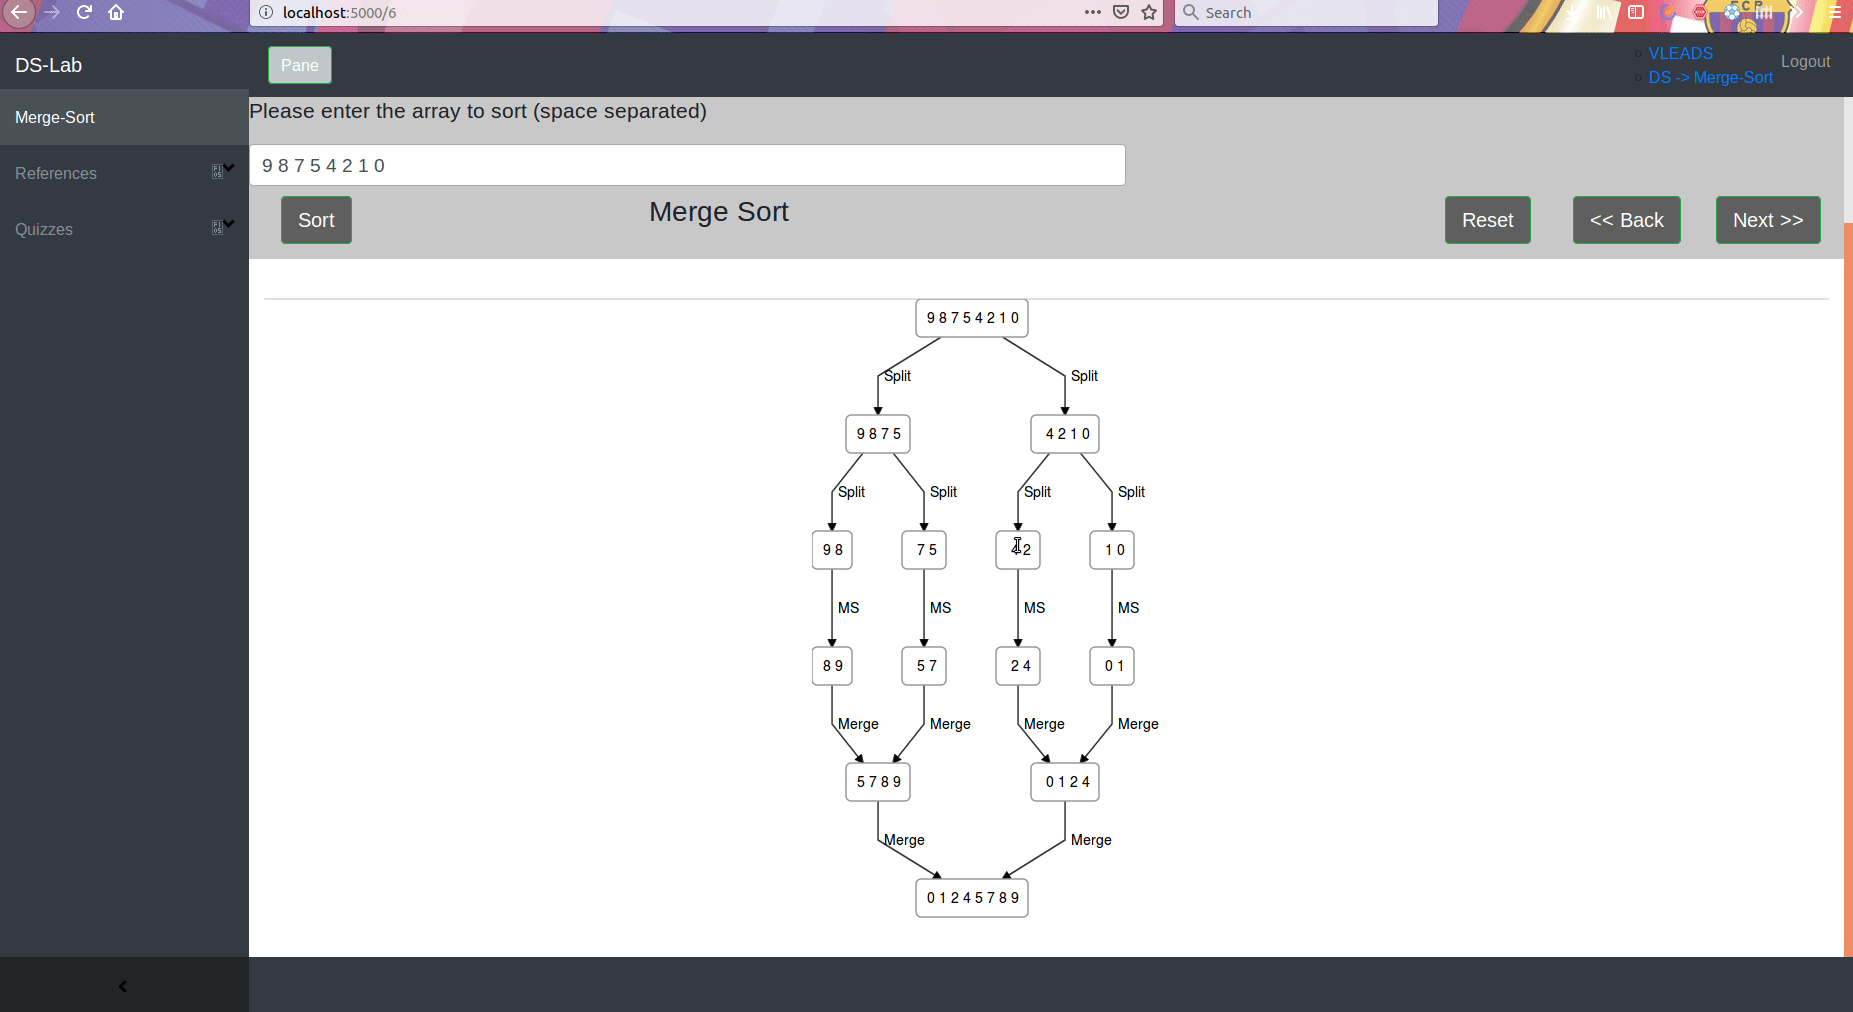 localhost:5000/6
Search
DS-Lab
Pane
VLEADS
DS -> Merge-Sort
Logout
Merge-Sort
References
Quizzes
Please enter the array to sort (space separated)
9 8 7 5 4 2 1 0
Sort
Merge Sort
Reset
<< Back
Next >>
9 8 7 5 4 2 1 0
Split Split
9 8 7 5 4 2 1 0
Split Split Split Split
9 8 7 5 4 2 1 0
MS MS MS MS
8 9 5 7 2 4 0 1
Merge Merge Merge Merge
5 7 8 9 0 1 2 4
Merge Merge
0 1 2 4 5 7 8 9